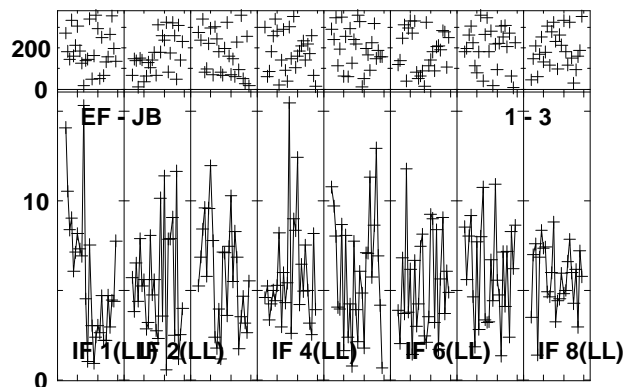 200
0
EF - JB 1 - 3
10
0
IF 1(LL) IF 2(LL) IF 4(LL) IF 6(LL) IF 8(LL)